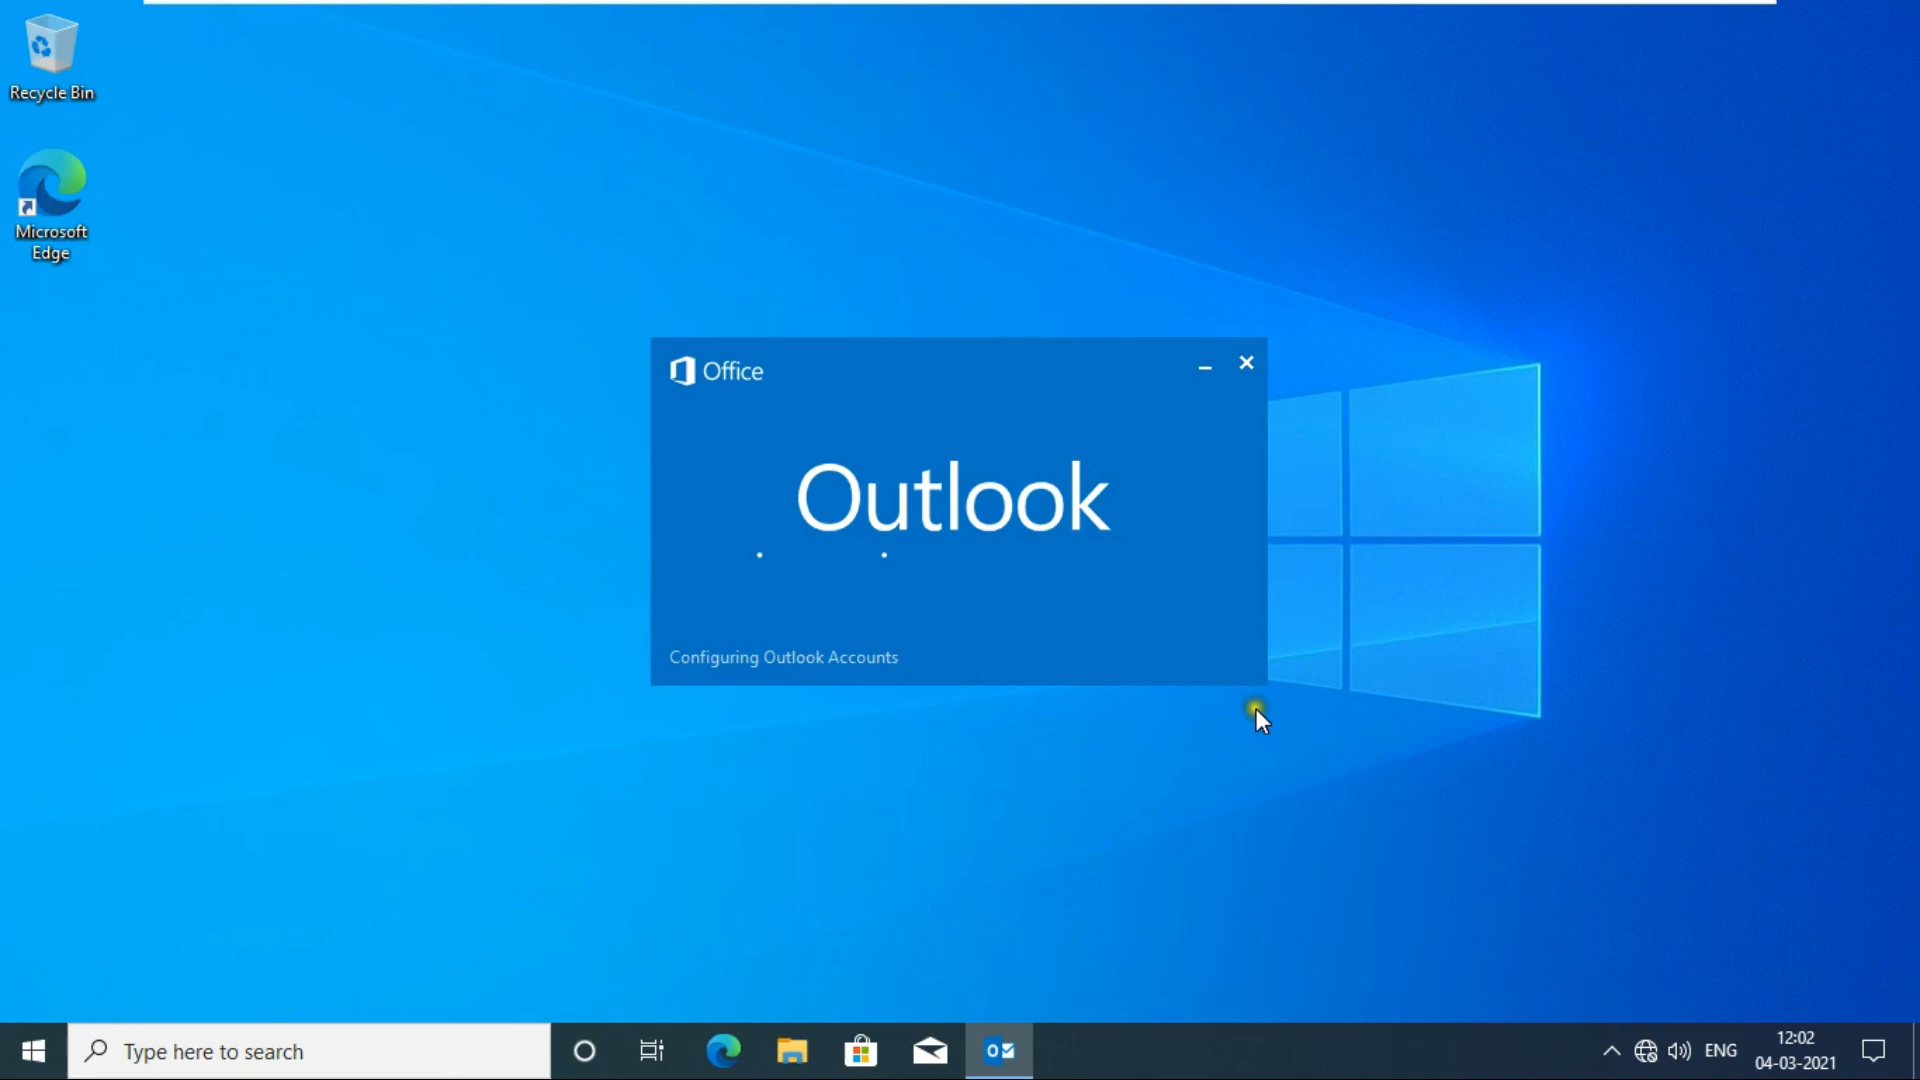 Recycle Bin
Microsoft
Edge
Office
Outlook
Configuring Outlook Accounts
Type here to search
ENG
12:02
04-03-2021